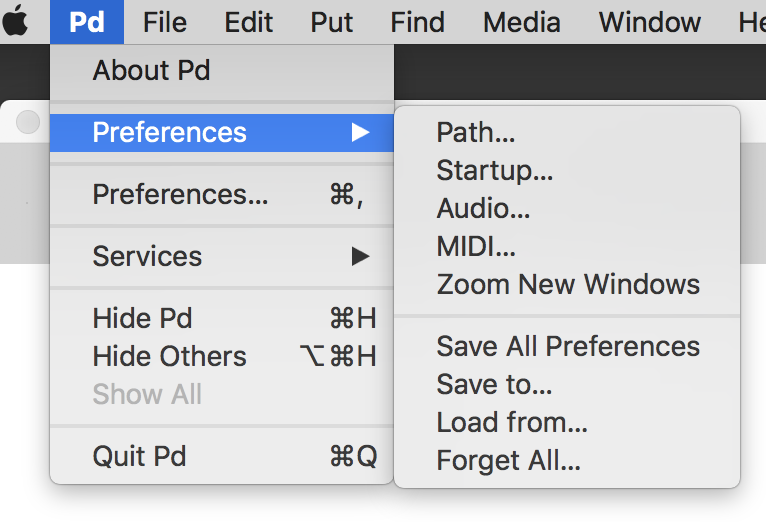 Pd File Edit Put Find Media Window He
About Pd
Preferences ▶
Preferences... ⌘,
Services ▶
Hide Pd ⌘H
Hide Others ⌥⌘H
Show All
Quit Pd ⌘Q
Path...
Startup...
Audio...
MIDI...
Zoom New Windows
Save All Preferences
Save to...
Load from...
Forget All...